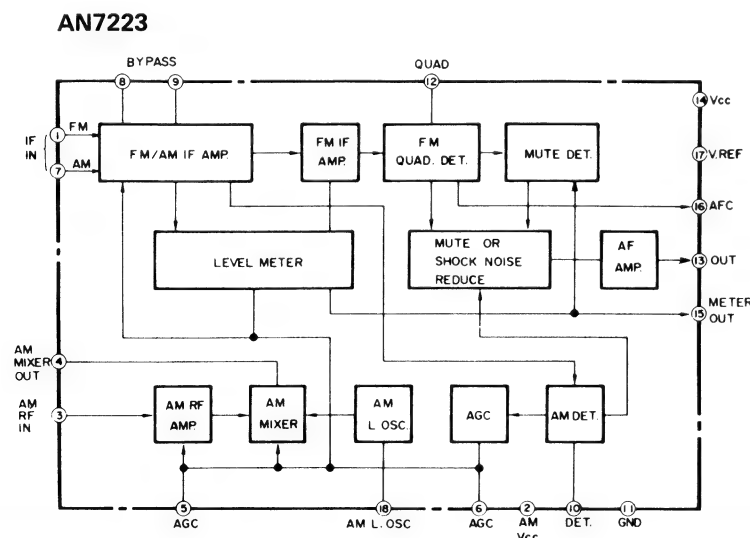 AN7223
BYPASS
QUAD
8
9
12
14 Vcc
IF
IN
1
FM
7
AM
FM/AM IF AMP.
FM IF
AMP.
FM
QUAD. DET.
MUTE DET.
17 V.REF
16 AFC
LEVEL METER
MUTE OR
SHOCK NOISE
REDUCE
AF
AMP.
13 OUT
15 METER
OUT
AM
MIXER
OUT
4
AM
RF
IN
3
AM RF
AMP.
AM
MIXER
AM
L OSC.
AGC
AM DET.
5
18
6
2
10
11
AGC
AM L. OSC
AGC
AM
Vcc
DET.
GND